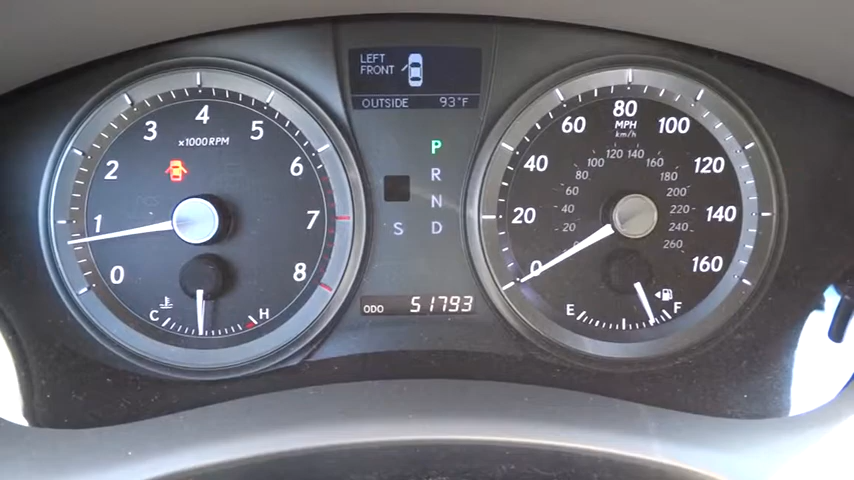 LEFT
FRONT
OUTSIDE 93°F
x1000RPM
0
1
2
3
4
5
6
7
8
C H
P
R
N
S D
ODO 51793
MPH
km/h
0
20
40
60
80
100
120
140
160
20
40
60
80
100
120
140
160
180
200
220
240
260
E F